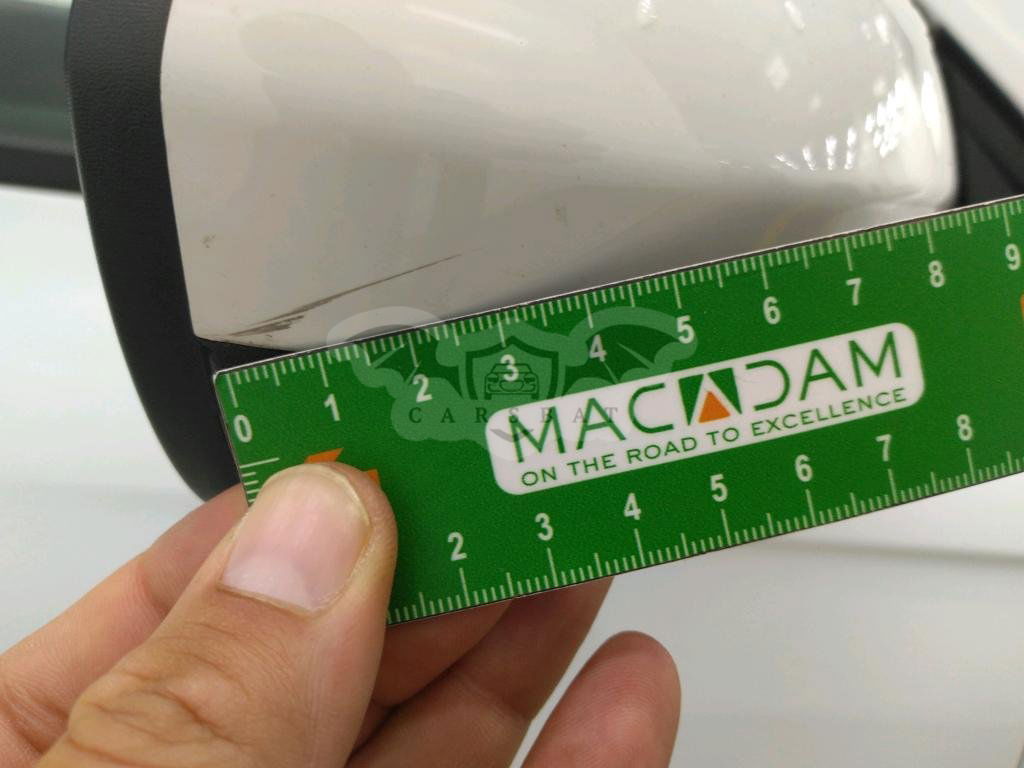 0 1 2 3 4 5 6 7 8 9
CARSBAT
MACADAM
ON THE ROAD TO EXCELLENCE
2 3 4 5 6 7 8